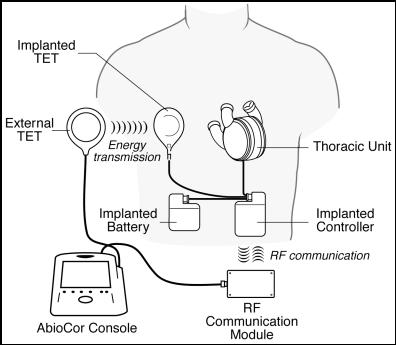 Implanted
TET
External
TET
Energy
transmission
Thoracic Unit
Implanted
Battery
Implanted
Controller
RF communication
AbioCor Console
RF
Communication
Module